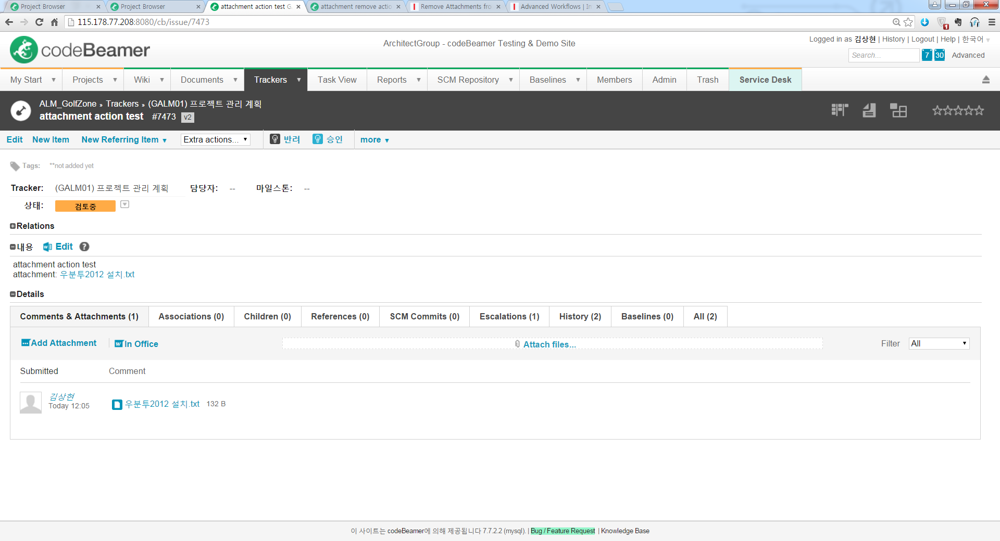 Project Browser
Project Browser
attachment action test G
attachment remove actio
Remove Attachments fro
Advanced Workflows | In
115.178.77.208:8080/cb/issue/7473
1
codeBeamer
ArchitectGroup - codeBeamer Testing & Demo Site
Logged in as 김상현 | History | Logout | Help | 한국어
Search...
7 30 Advanced
My Start Projects Wiki Documents Trackers Task View Reports SCM Repository Baselines Members Admin Trash Service Desk
ALM_GolfZone » Trackers » (GALM01) 프로젝트 관리 계획
attachment action test #7473 v2
Edit New Item New Referring Item Extra actions... 반려 승인 more
Tags: **not added yet
Tracker: (GALM01) 프로젝트 관리 계획 담당자: -- 마일스톤: --
상태: 검토중
Relations
내용 Edit ?
attachment action test
attachment: 우분투2012 설치.txt
Details
Comments & Attachments (1) Associations (0) Children (0) References (0) SCM Commits (0) Escalations (1) History (2) Baselines (0) All (2)
Add Attachment In Office Attach files... Filter All
Submitted Comment
김상현
Today 12:05
우분투2012 설치.txt 132 B
이 사이트는 codeBeamer에 의해 제공됩니다 7.7.2.2 (mysql). | Bug / Feature Request | Knowledge Base